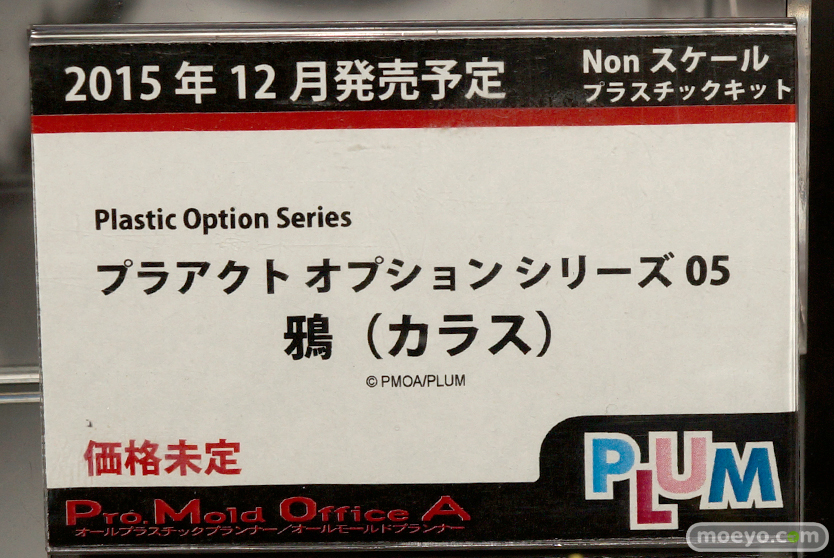 2015年12月発売予定
Non スケール
プラスチックキット
Plastic Option Series
プラアクト オプション シリーズ 05
鴉（カラス）
© PMOA/PLUM
価格未定
Pro. Mold Office A
オールプラスチックプランナー／オールモールドプランナー
PLUM
moeyo.com